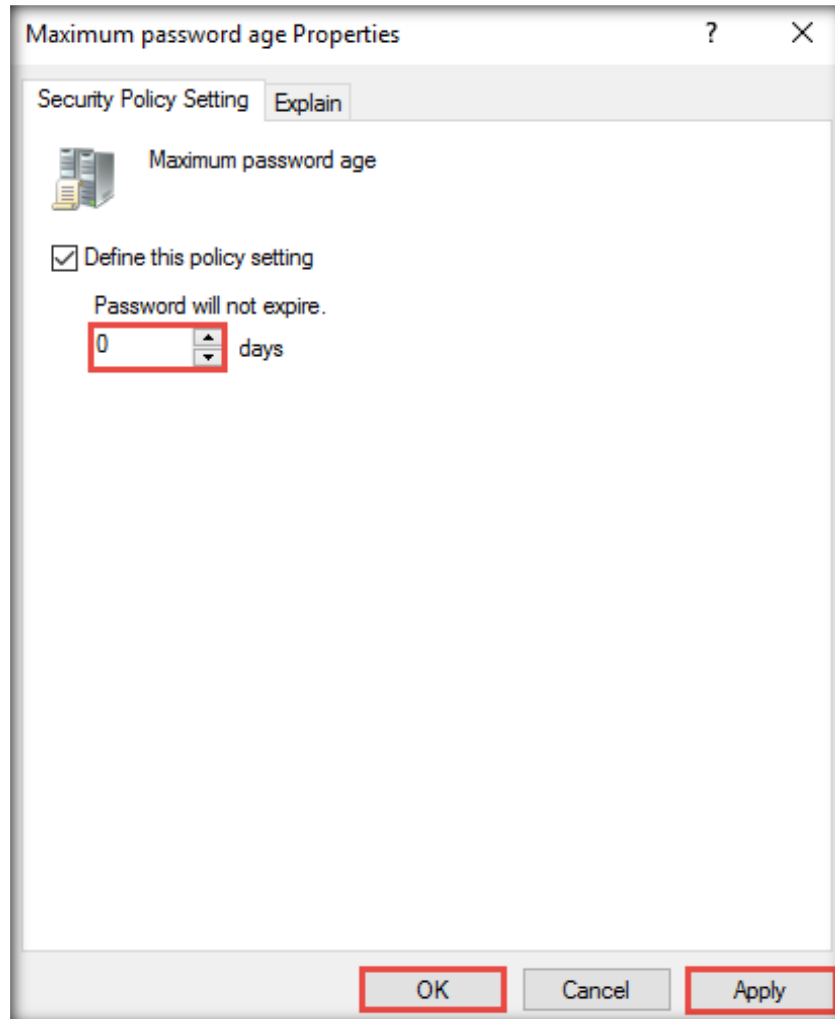 Maximum password age Properties ?
Security Policy Setting Explain
Maximum password age
Define this policy setting
Password will not expire.
0 days
OK Cancel Apply